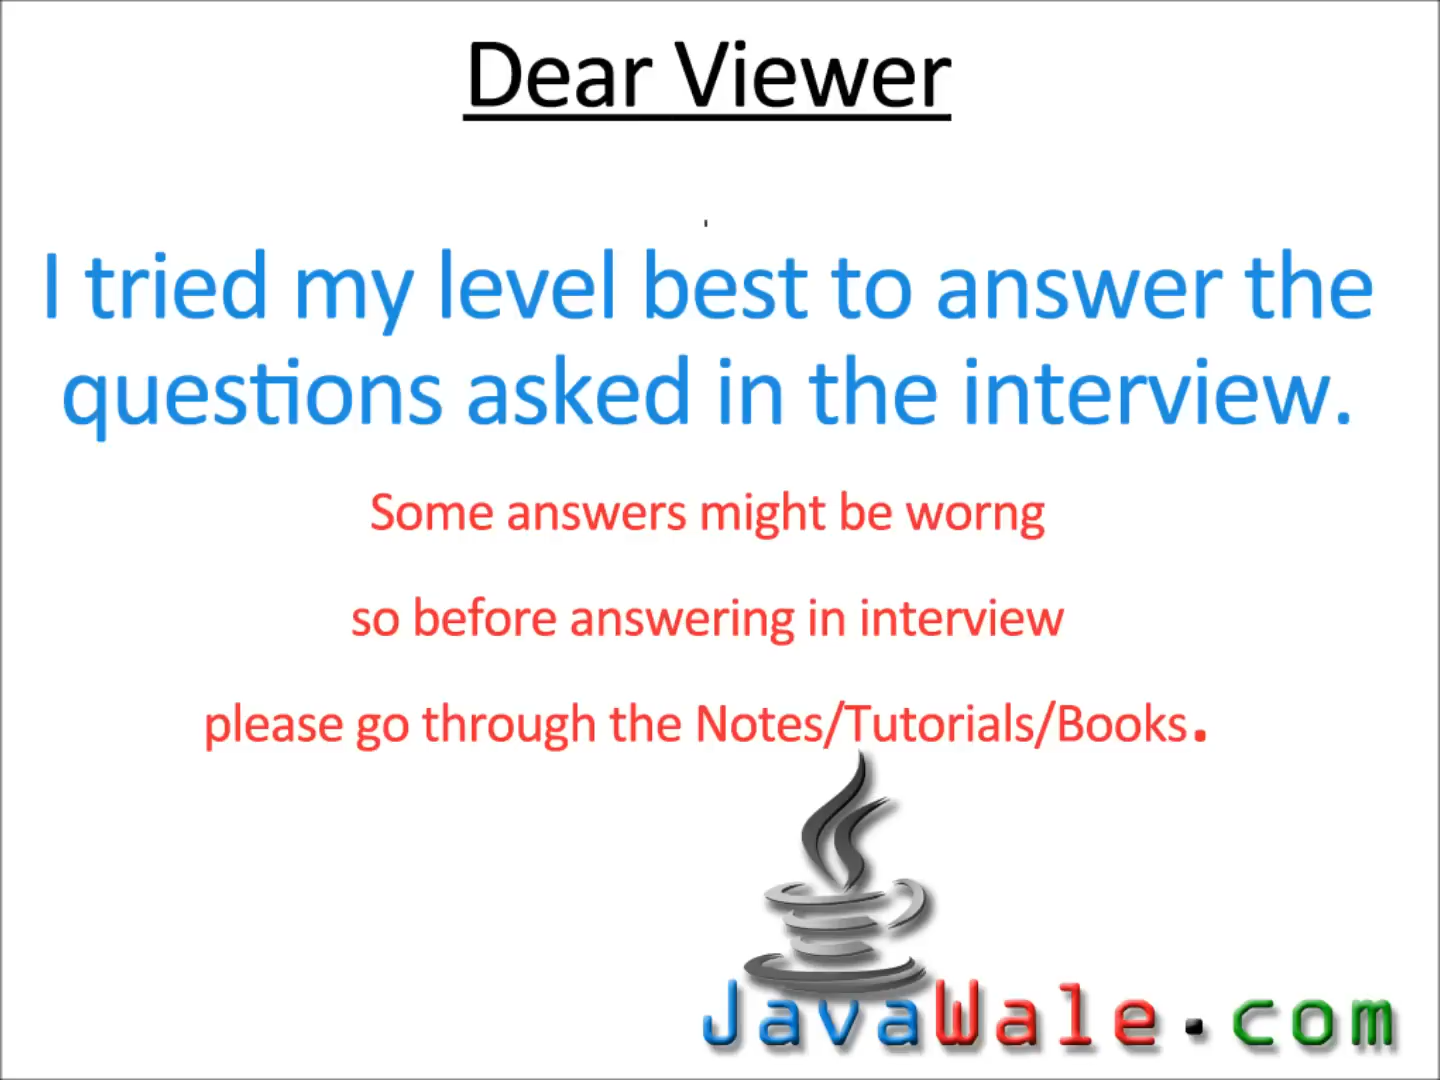 Dear Viewer
I tried my level best to answer the
questions asked in the interview.
Some answers might be worng
so before answering in interview
please go through the Notes/Tutorials/Books.
JavaWale.com